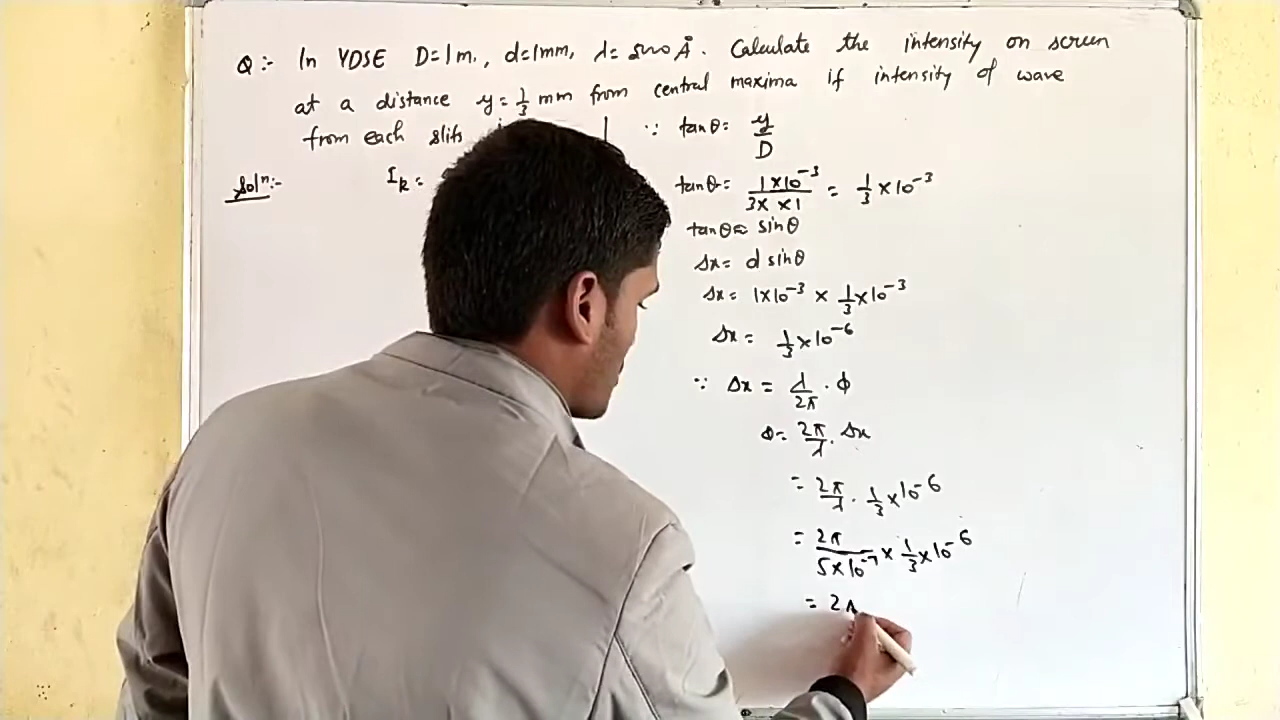 Q:- In YDSE D=1m., d=1mm, λ= 5000 Å. Calculate the intensity on screen
at a distance y= 1/3 mm from central maxima if intensity of wave
from each slits
Solⁿ:-
I_R =
∵ tanθ= y/D
tanθ= 1×10⁻³/3× ×1 = 1/3 ×10⁻³
tanθ≈ sinθ
Δx= d sinθ
Δx= 1×10⁻³ × 1/3×10⁻³
Δx= 1/3×10⁻⁶
∵ Δx = λ/2π . ϕ
ϕ= 2π/λ . Δx
= 2π/λ . 1/3×10⁻⁶
= 2π/5×10⁻⁷ × 1/3×10⁻⁶
= 2π